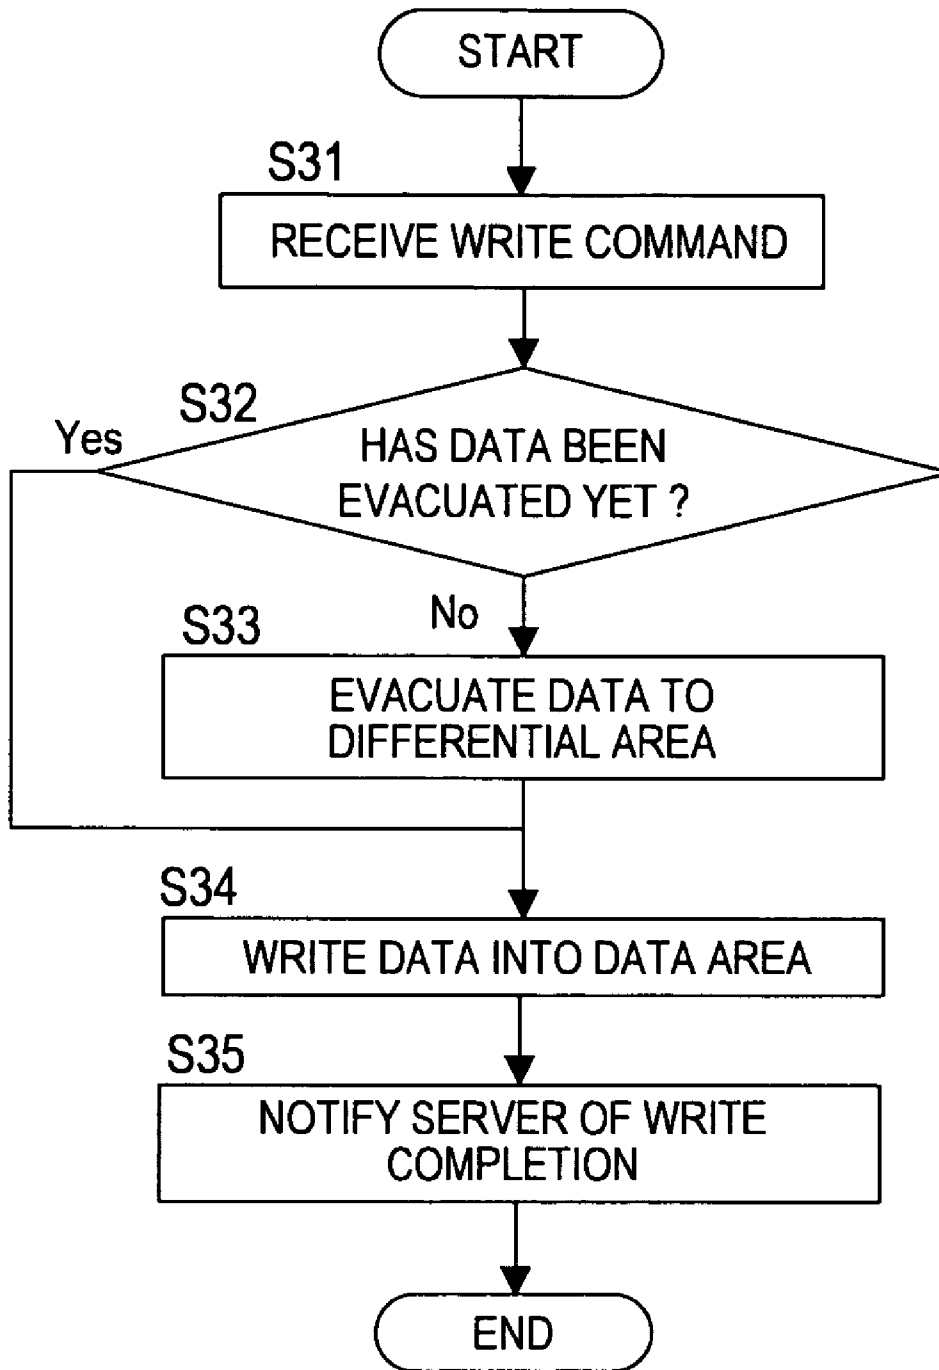 START
S31
RECEIVE WRITE COMMAND
S32
Yes
HAS DATA BEEN
EVACUATED YET ?
No
S33
EVACUATE DATA TO
DIFFERENTIAL AREA
S34
WRITE DATA INTO DATA AREA
S35
NOTIFY SERVER OF WRITE
COMPLETION
END